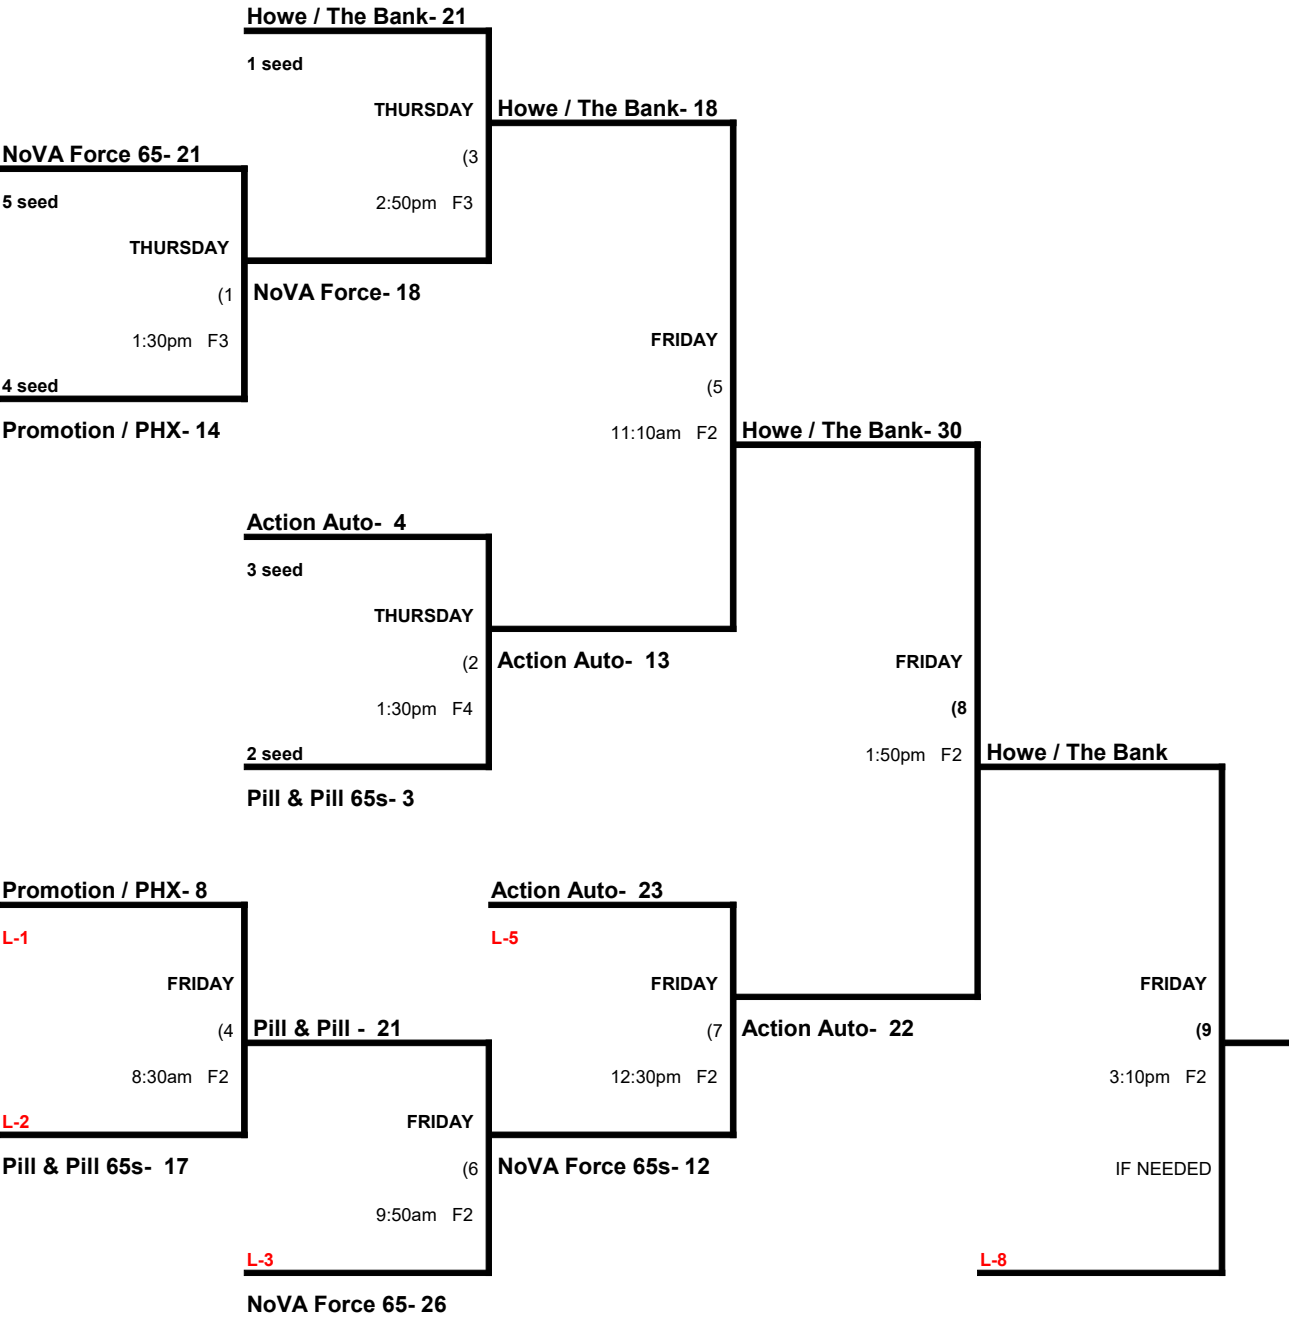 Howe / The Bank- 21
1 seed
THURSDAY
Howe / The Bank- 18
NoVA Force 65- 21
(3
5 seed
2:50pm F3
THURSDAY
(1
NoVA Force- 18
1:30pm F3
FRIDAY
4 seed
(5
Promotion / PHX- 14
11:10am F2
Howe / The Bank- 30
Action Auto- 4
3 seed
THURSDAY
(2
Action Auto- 13
FRIDAY
1:30pm F4
(8
2 seed
1:50pm F2
Howe / The Bank
Pill & Pill 65s- 3
Promotion / PHX- 8
Action Auto- 23
L-1
L-5
FRIDAY
FRIDAY
FRIDAY
(4
Pill & Pill - 21
(7
Action Auto- 22
(9
8:30am F2
12:30pm F2
3:10pm F2
L-2
FRIDAY
Pill & Pill 65s- 17
(6
NoVA Force 65s- 12
IF NEEDED
9:50am F2
L-3
L-8
NoVA Force 65- 26